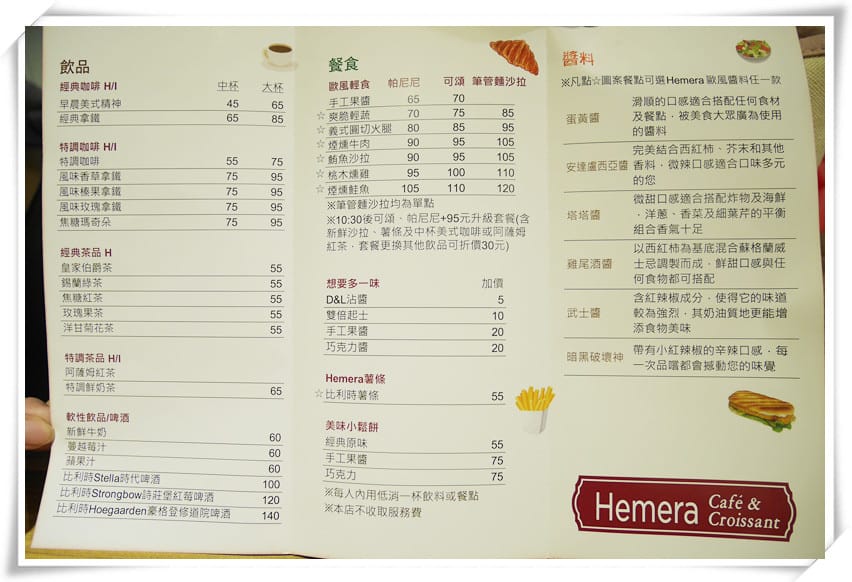 飲品
經典咖啡 H/I 中杯 大杯
早晨美式精神 45 65
經典拿鐵 65 85
特調咖啡 H/I
特調咖啡 55 75
風味香草拿鐵 75 95
風味榛果拿鐵 75 95
風味玫瑰拿鐵 75 95
焦糖瑪奇朵 75 95
經典茶品 H
皇家伯爵茶 55
錫蘭綠茶 55
焦糖紅茶 55
玫瑰果茶 55
洋甘菊花茶 55
特調茶品 H/I
阿薩姆紅茶
特調鮮奶茶 65
軟性飲品/啤酒
新鮮牛奶 60
蔓越莓汁 60
蘋果汁 60
比利時Stella時代啤酒 100
比利時Strongbow詩莊堡紅莓啤酒 120
比利時Hoegaarden豪格登修道院啤酒 140
餐食
歐風輕食 帕尼尼 可頌 筆管麵沙拉
手工果醬 65 70
☆爽脆輕蔬 70 75 85
☆義式圓切火腿 80 85 95
☆煙燻牛肉 90 95 105
☆鮪魚沙拉 90 95 105
☆桃木燻雞 95 100 110
☆煙燻鮭魚 105 110 120
※筆管麵沙拉均為單點
※10:30後可頌、帕尼尼+95元升級套餐(含
新鮮沙拉、薯條及中杯美式咖啡或阿薩姆
紅茶，套餐更換其他飲品可折價30元)
想要多一味 加價
D&L沾醬 5
雙倍起士 10
手工果醬 20
巧克力醬 20
Hemera薯條
☆比利時薯條 55
美味小鬆餅
經典原味 55
手工果醬 75
巧克力 75
※每人內用低消一杯飲料或餐點
※本店不收取服務費
醬料
※凡點☆圖案餐點可選Hemera 歐風醬料任一款
蛋黃醬 滑順的口感適合搭配任何食材
及餐點，被美食大眾廣為使用
的醬料
安達盧西亞醬 完美結合西紅柿、芥末和其他
香料，微辣口感適合口味多元
的您
塔塔醬 微甜口感適合搭配炸物及海鮮
，洋蔥、香菜及細葉芹的平衡
組合香氣十足
雞尾酒醬 以西紅柿為基底混合蘇格蘭威
士忌調製而成，鮮甜口感與任
何食物都可搭配
武士醬 含紅辣椒成分，使得它的味道
較為強烈，其奶油質地更能增
添食物美味
暗黑破壞神 帶有小紅辣椒的辛辣口感，每
一次品嚐都會撼動您的味覺
Hemera Café &
Croissant